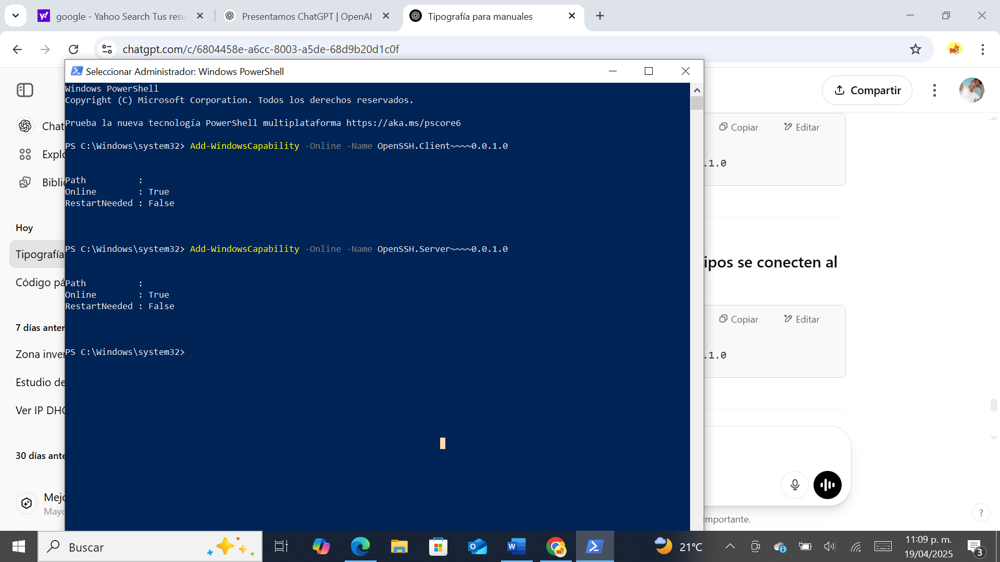 google - Yahoo Search Tus resu
Presentamos ChatGPT | OpenAI
Tipografía para manuales
chatgpt.com/c/6804458e-a6cc-8003-a5de-68d9b20d1c0f
Seleccionar Administrador: Windows PowerShell
Windows PowerShell
Copyright (C) Microsoft Corporation. Todos los derechos reservados.
Prueba la nueva tecnología PowerShell multiplataforma https://aka.ms/pscore6
PS C:\Windows\system32> Add-WindowsCapability -Online -Name OpenSSH.Client~~~~0.0.1.0
Path          :
Online        : True
RestartNeeded : False
PS C:\Windows\system32> Add-WindowsCapability -Online -Name OpenSSH.Server~~~~0.0.1.0
Path          :
Online        : True
RestartNeeded : False
PS C:\Windows\system32>
Chat
Explo
Biblio
Hoy
Tipografía
Código pá
7 días anter
Zona inver
Estudio de
Ver IP DHC
30 días ante
Mejo
Mayo
Compartir
Copiar Editar
.1.0
ipos se conecten al
Copiar Editar
.1.0
importante.
?
Buscar
21°C
11:09 p. m.
19/04/2025
3